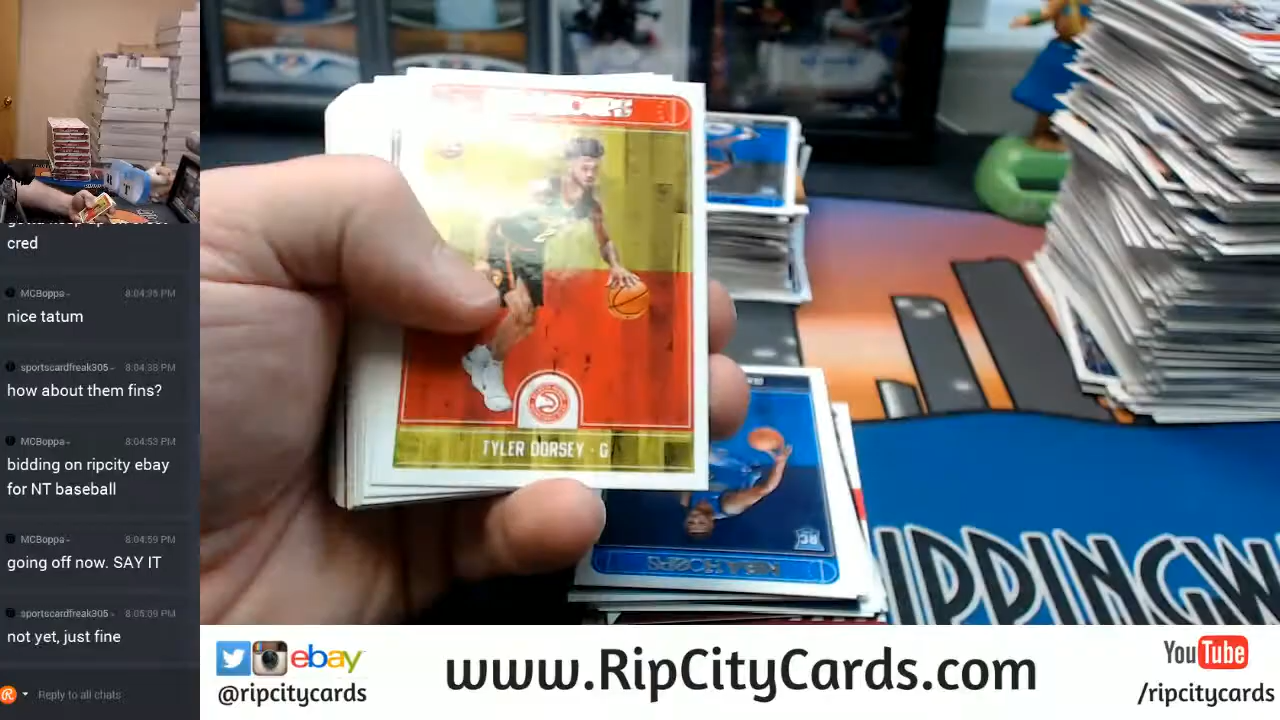 cred
MCBoppa-
8:04:35 PM
nice tatum
sportscardfreak305-
8:04:38 PM
how about them fins?
MCBoppa-
8:04:53 PM
bidding on ripcity ebay
for NT baseball
MCBoppa-
8:04:59 PM
going off now. SAY IT
sportscardfreak305-
8:05:09 PM
not yet, just fine
Reply to all chats
TYLER DORSEY · G
RC
NBA HOOPS
IPPINGW
ebay
@ripcitycards
www.RipCityCards.com
YouTube
/ripcitycards